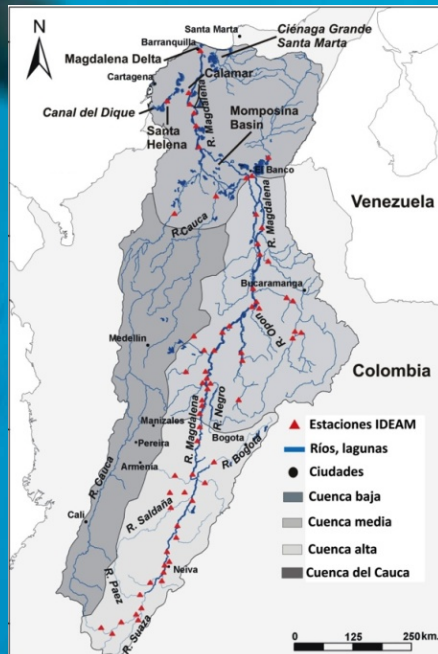 N
Santa Marta
Ciénaga Grande
Santa Marta
Barranquilla
Magdalena Delta
Cartagena
Calamar
Canal del Dique
R. Magdalena
Momposina
Basin
Santa
Helena
Banco
R. Magdalena
Venezuela
R.Cauca
Bucaramanga
R. Opon
Medellin
Colombia
R. Negro
Manizales
R. Magdalena
Bogota
R. Bogota
Pereira
Armenia
R. Cauca
R. Saldaña
Cali
R. Paez
Neiva
R. Suaza
Estaciones IDEAM
Ríos, lagunas
Ciudades
Cuenca baja
Cuenca media
Cuenca alta
Cuenca del Cauca
0 125 250 km.